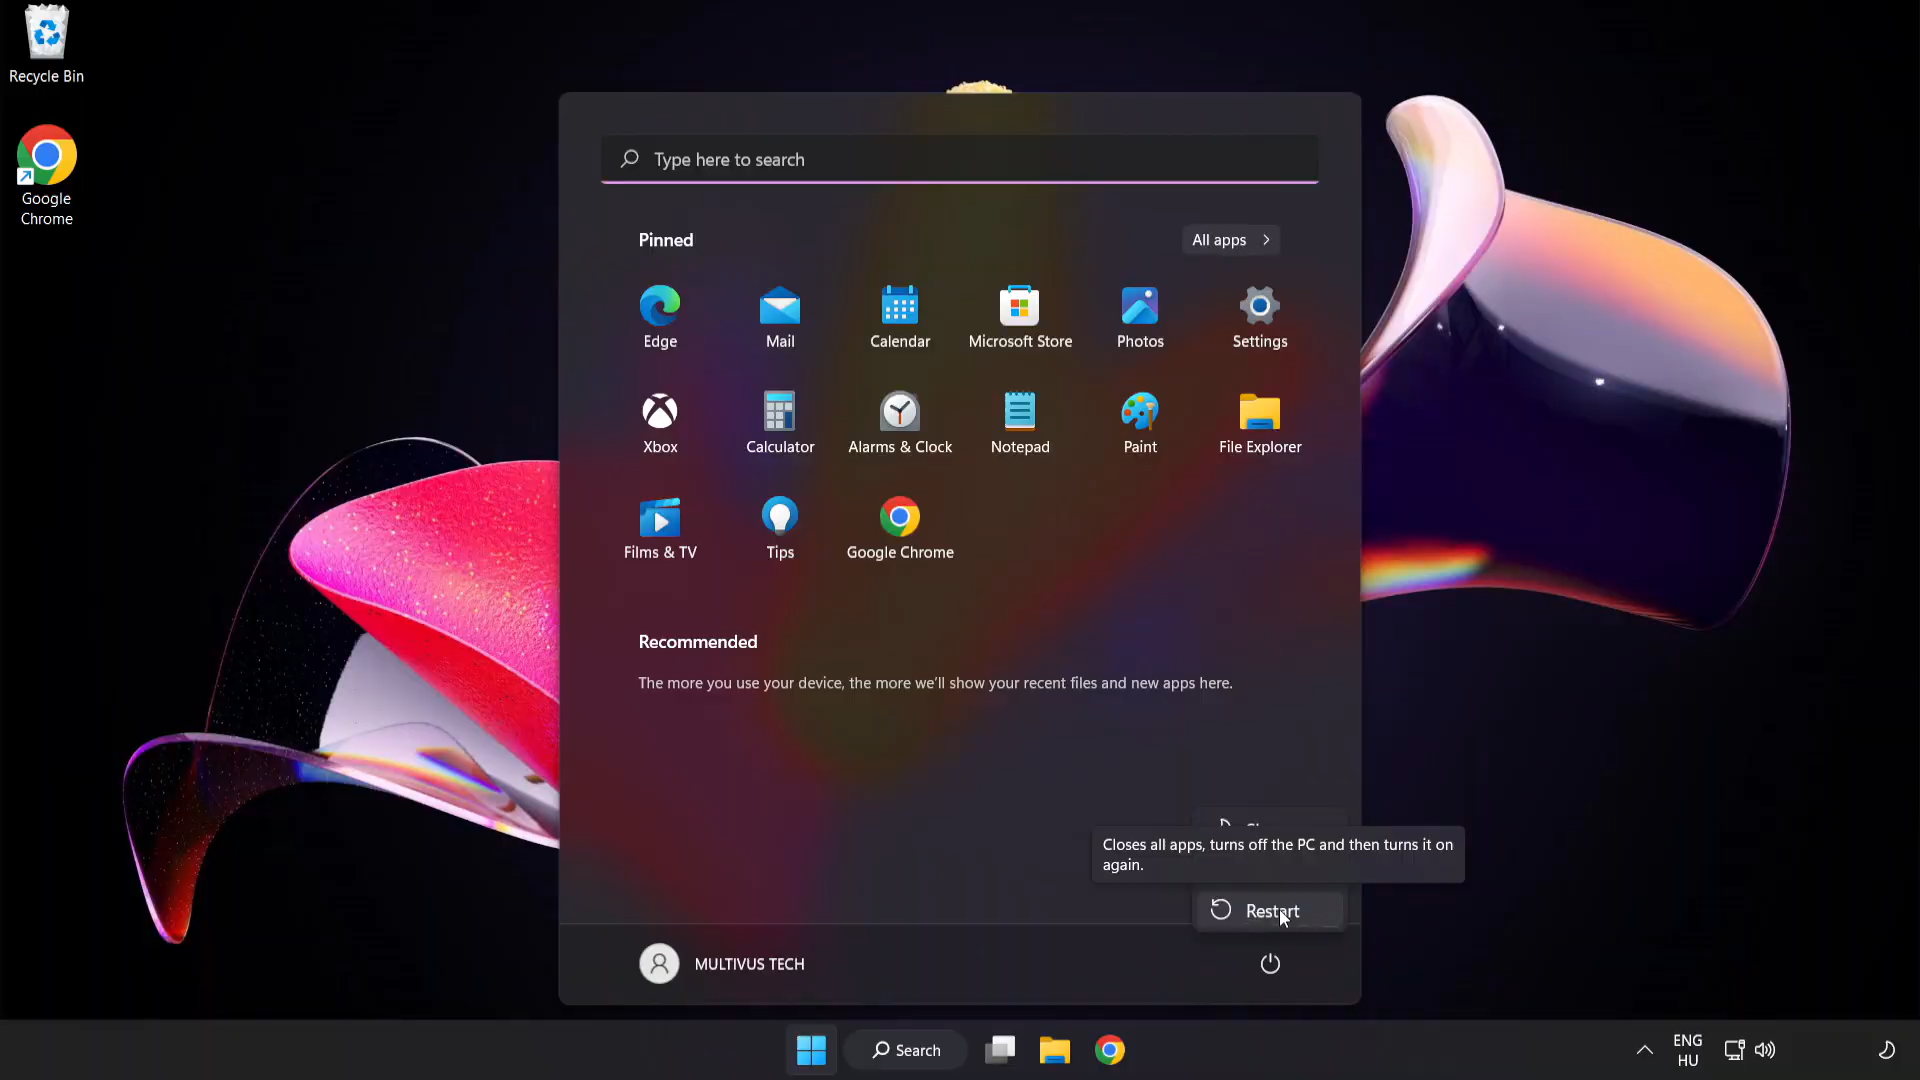 Recycle Bin
Google
Chrome
Type here to search
Pinned
All apps
Edge
Mail
Calendar
Microsoft Store
Photos
Settings
Xbox
Calculator
Alarms & Clock
Notepad
Paint
File Explorer
Films & TV
Tips
Google Chrome
Recommended
The more you use your device, the more we'll show your recent files and new apps here.
Closes all apps, turns off the PC and then turns it on
again.
Restart
MULTIVUS TECH
Search
ENG
HU